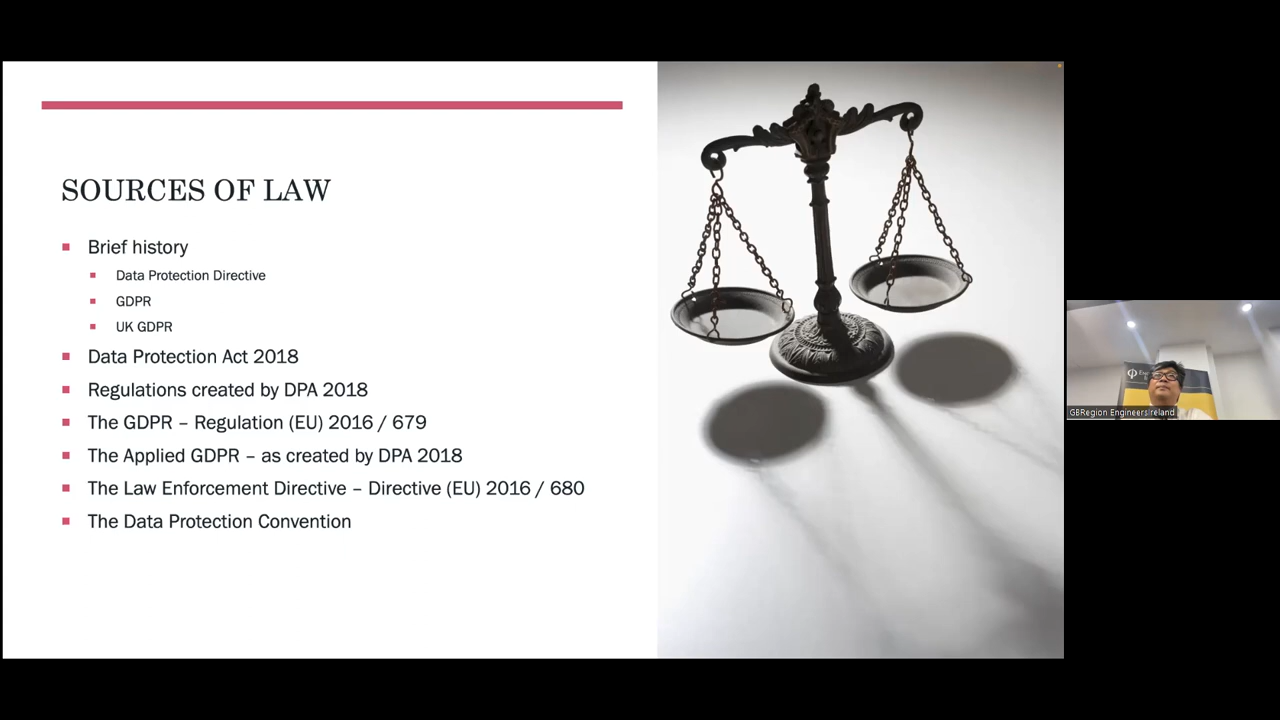 SOURCES OF LAW
Brief history
Data Protection Directive
GDPR
UK GDPR
Data Protection Act 2018
Regulations created by DPA 2018
The GDPR – Regulation (EU) 2016 / 679
The Applied GDPR – as created by DPA 2018
The Law Enforcement Directive – Directive (EU) 2016 / 680
The Data Protection Convention
GBRegion Engineers Ireland